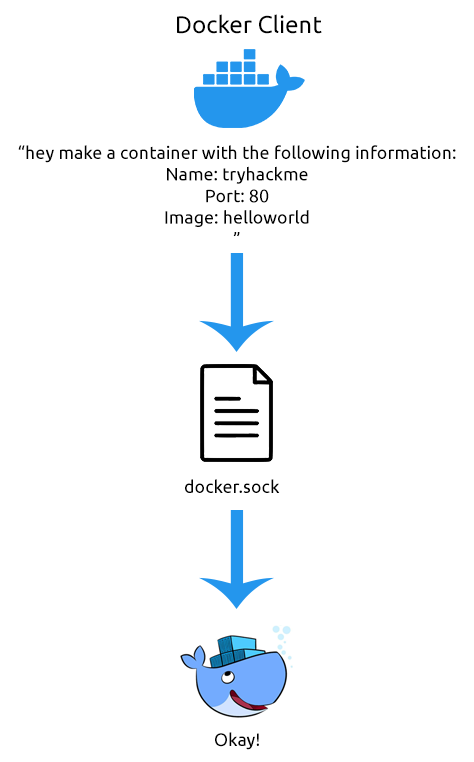 Docker Client
“hey make a container with the following information:
Name: tryhackme
Port: 80
Image: helloworld
”
docker.sock
Okay!